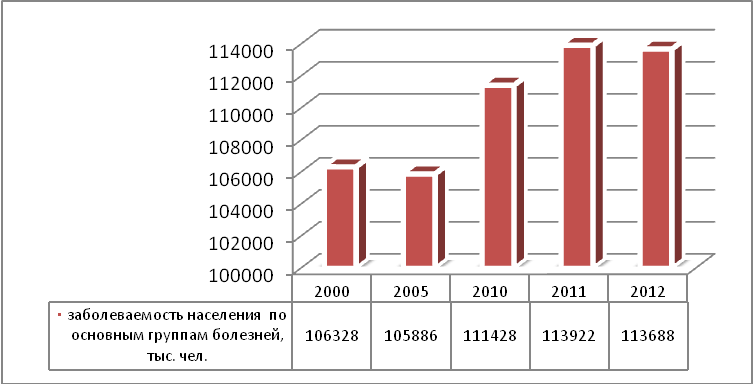 114000
112000
110000
108000
106000
104000
102000
100000
2000 2005 2010 2011 2012
заболеваемость населения по
основным группам болезней,
тыс. чел.
106328 105886 111428 113922 113688